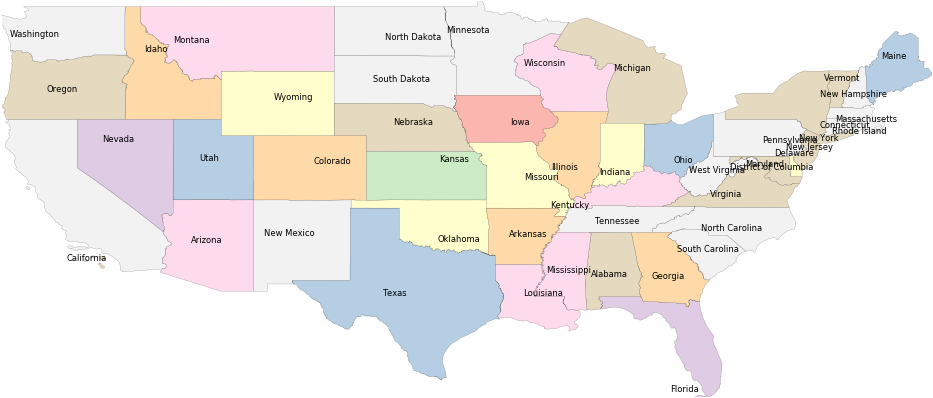 Washington
Montana
Idaho
North Dakota
Minnesota
Maine
Oregon
Wyoming
South Dakota
Wisconsin
Michigan
Vermont
New Hampshire
Nebraska
Iowa
Massachusetts
Connecticut
Rhode Island
Nevada
Utah
Colorado
Kansas
Illinois
Indiana
Ohio
Pennsylvania
New York
New Jersey
Delaware
Maryland
District of Columbia
West Virginia
Missouri
Virginia
Kentucky
California
Arizona
New Mexico
Oklahoma
Arkansas
Tennessee
North Carolina
South Carolina
Texas
Louisiana
Mississippi
Alabama
Georgia
Florida